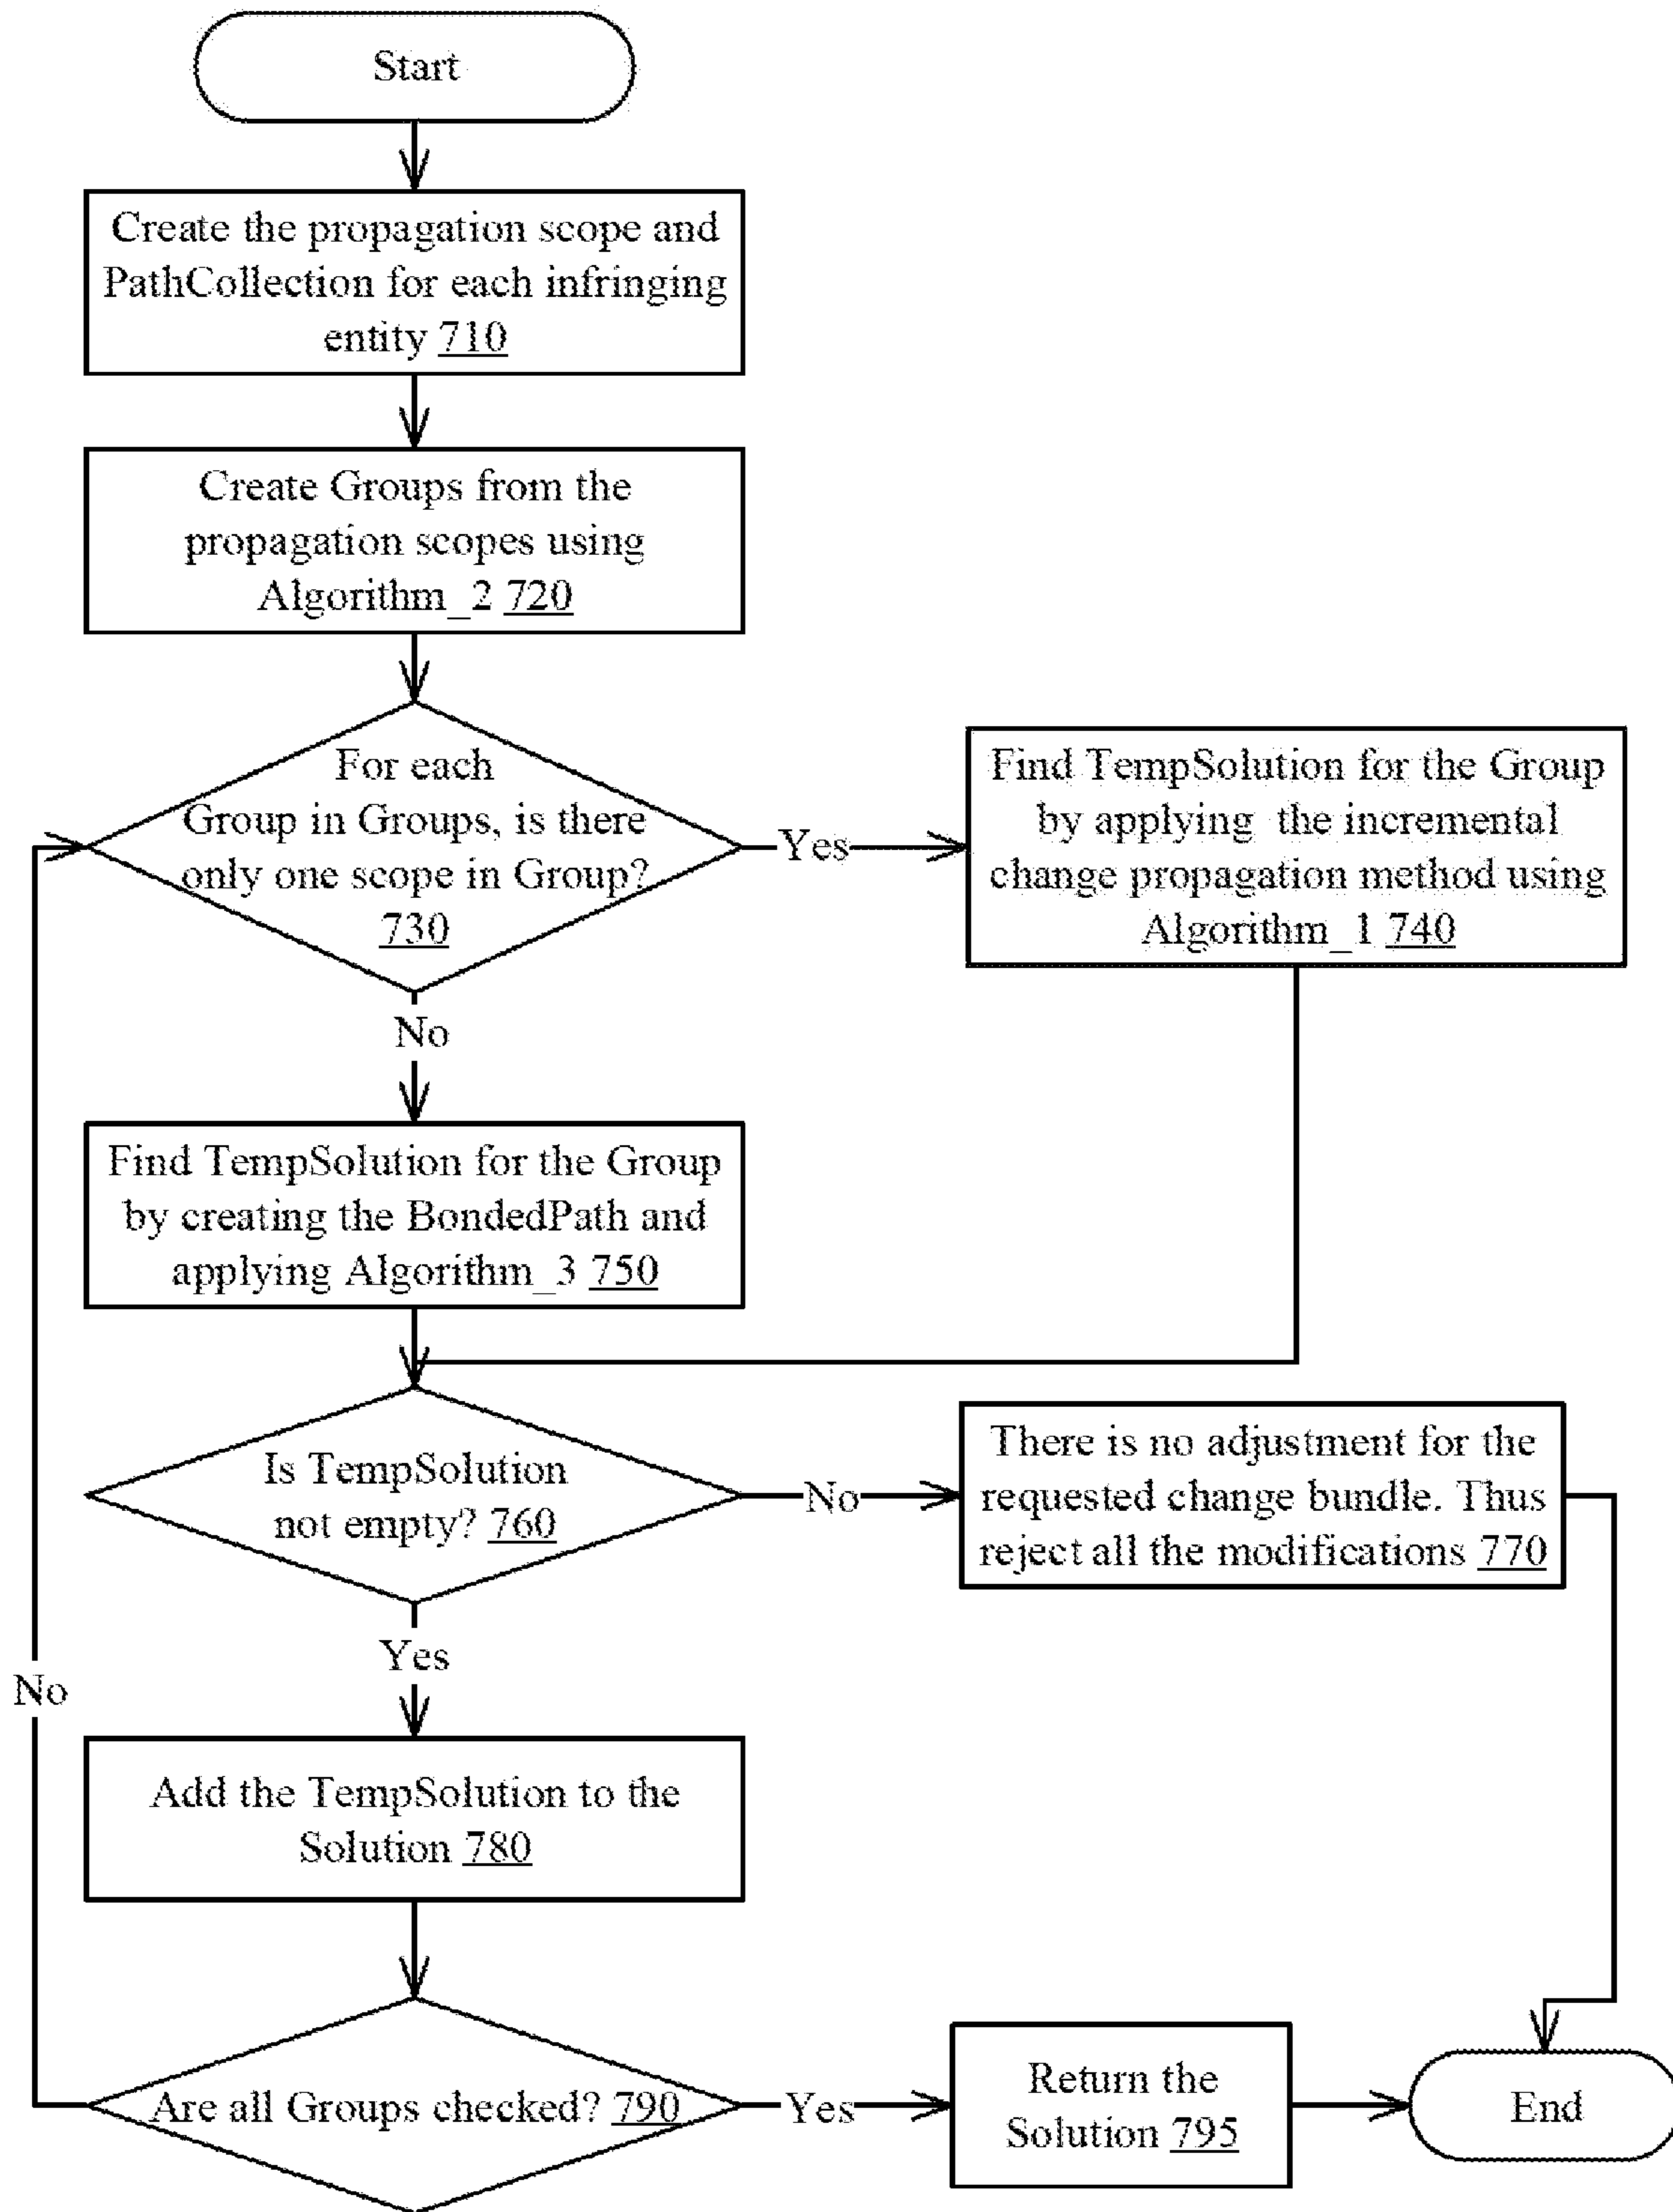 Start
Create the propagation scope and
PathCollection for each infringing
entity 710
Create Groups from the
propagation scopes using
Algorithm_2 720
For each
Group in Groups, is there
only one scope in Group?
730
Yes
Find TempSolution for the Group
by applying the incremental
change propagation method using
Algorithm_1 740
No
Find TempSolution for the Group
by creating the BondedPath and
applying Algorithm_3 750
Is TempSolution
not empty? 760
No
There is no adjustment for the
requested change bundle. Thus
reject all the modifications 770
Yes
No
Add the TempSolution to the
Solution 780
Are all Groups checked? 790
Yes
Return the
Solution 795
End